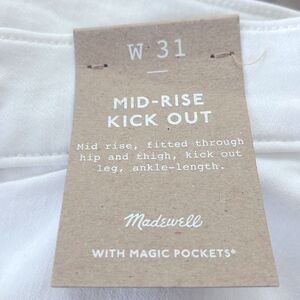 W 31
MID-RISE
KICK OUT
Mid rise, fitted through
hip and thigh, kick out
leg, ankle-length.
Madewell
WITH MAGIC POCKETS®